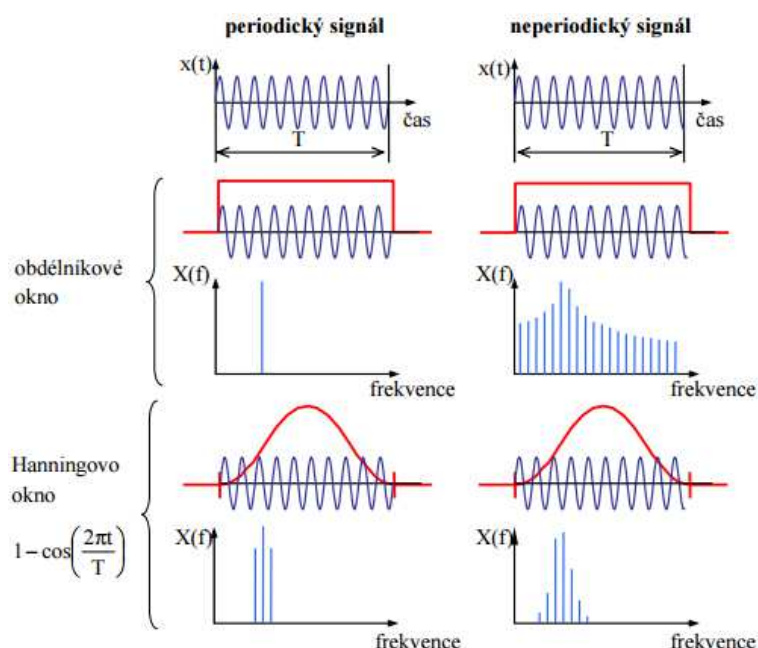 periodický signál
neperiodický signál
x(t)
čas
T
x(t)
čas
T
obdélníkové
okno
X(f)
frekvence
X(f)
frekvence
Hanningovo
okno
1−cos(2πt/T)
X(f)
frekvence
X(f)
frekvence